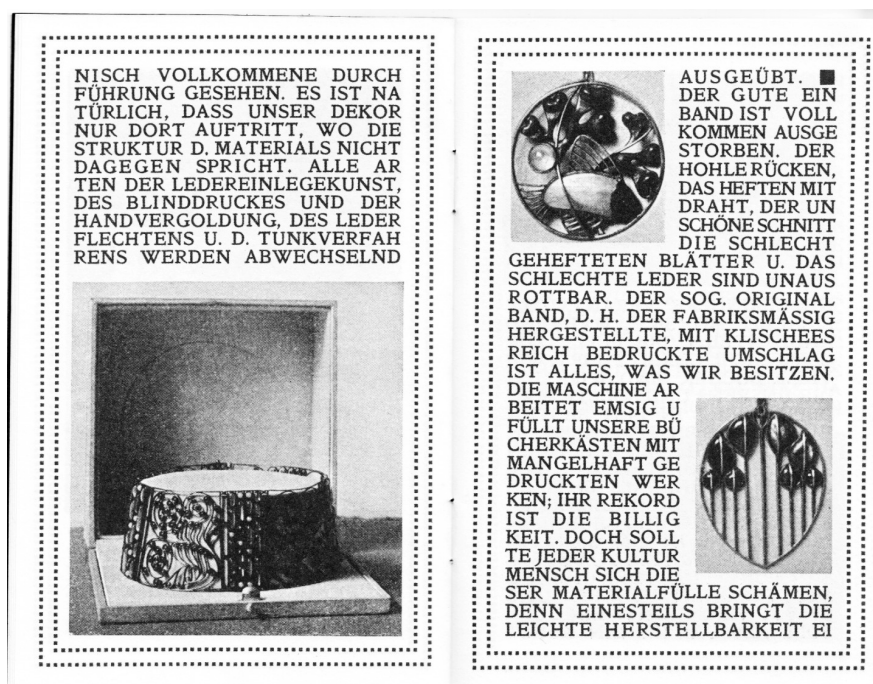 NISCH VOLLKOMMENE DURCH
FÜHRUNG GESEHEN. ES IST NA
TÜRLICH, DASS UNSER DEKOR
NUR DORT AUFTRITT, WO DIE
STRUKTUR D. MATERIALS NICHT
DAGEGEN SPRICHT. ALLE AR
TEN DER LEDEREINLEGEKUNST,
DES BLINDDRUCKES UND DER
HANDVERGOLDUNG, DES LEDER
FLECHTENS U. D. TUNKVERFAH
RENS WERDEN ABWECHSELND
AUSGEÜBT. ■
DER GUTE EIN
BAND IST VOLL
KOMMEN AUSGE
STORBEN. DER
HOHLE RÜCKEN,
DAS HEFTEN MIT
DRAHT, DER UN
SCHÖNE SCHNITT
DIE SCHLECHT
GEHEFTETEN BLÄTTER U. DAS
SCHLECHTE LEDER SIND UNAUS
ROTTBAR. DER SOG. ORIGINAL
BAND, D. H. DER FABRIKSMÄSSIG
HERGESTELLTE, MIT KLISCHEES
REICH BEDRUCKTE UMSCHLAG
IST ALLES, WAS WIR BESITZEN.
DIE MASCHINE AR
BEITET EMSIG U
FÜLLT UNSERE BÜ
CHERKÄSTEN MIT
MANGELHAFT GE
DRUCKTEN WER
KEN; IHR REKORD
IST DIE BILLIG
KEIT. DOCH SOLL
TE JEDER KULTUR
MENSCH SICH DIE
SER MATERIALFÜLLE SCHÄMEN,
DENN EINESTEILS BRINGT DIE
LEICHTE HERSTELLBARKEIT EI